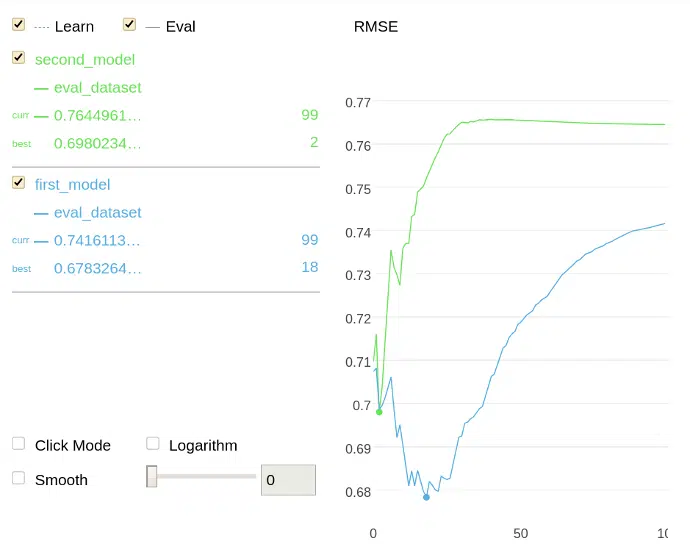 Learn Eval
second_model
eval_dataset
curr 0.7644961... 99
best 0.6980234... 2
first_model
eval_dataset
curr 0.7416113... 99
best 0.6783264... 18
Click Mode Logarithm
Smooth 0
RMSE
0.77
0.76
0.75
0.74
0.73
0.72
0.71
0.7
0.69
0.68
0 50 10